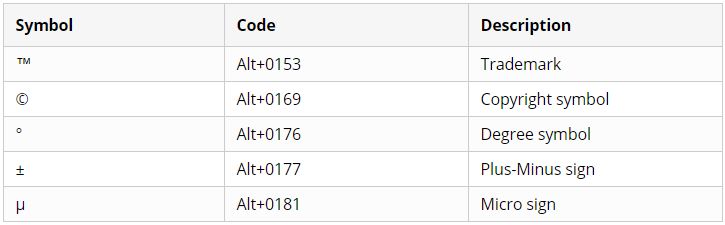 Symbol Code Description
™ Alt+0153 Trademark
© Alt+0169 Copyright symbol
° Alt+0176 Degree symbol
± Alt+0177 Plus-Minus sign
µ Alt+0181 Micro sign